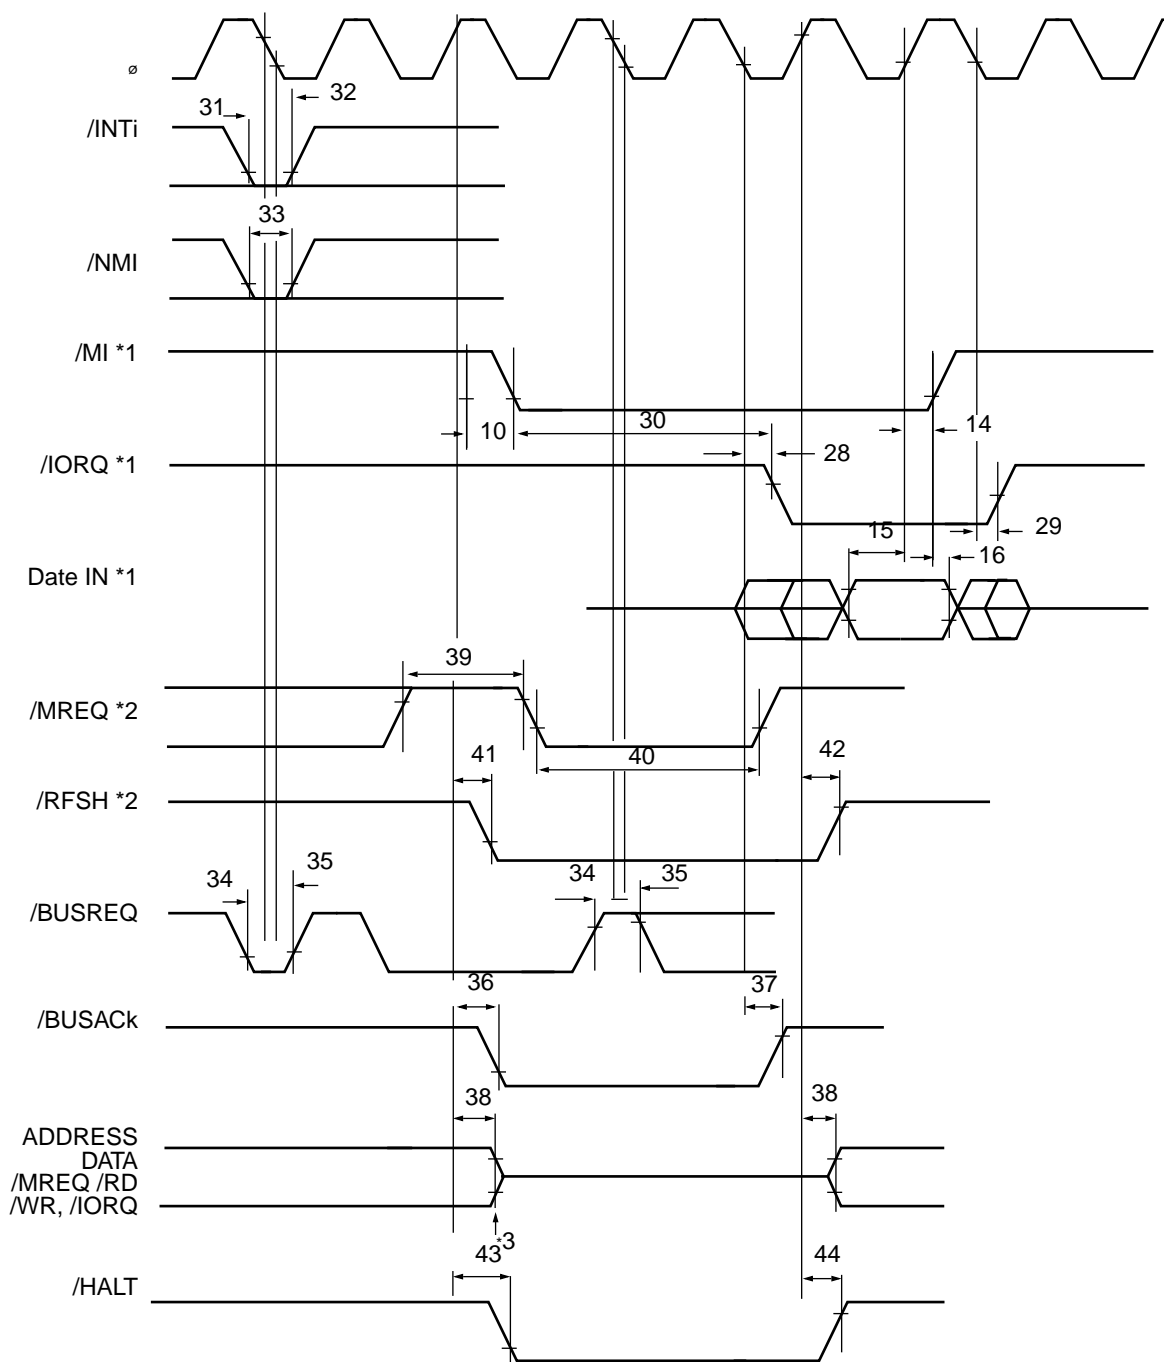 ø
31
32
/INTi
33
/NMI
/MI *1
10
30
14
/IORQ *1
28
15
29
16
Date IN *1
39
/MREQ *2
41
40
42
/RFSH *2
34
35
34
35
/BUSREQ
36
37
/BUSACk
38
38
ADDRESS
DATA
/MREQ /RD
/WR, /IORQ
*3
43
44
/HALT